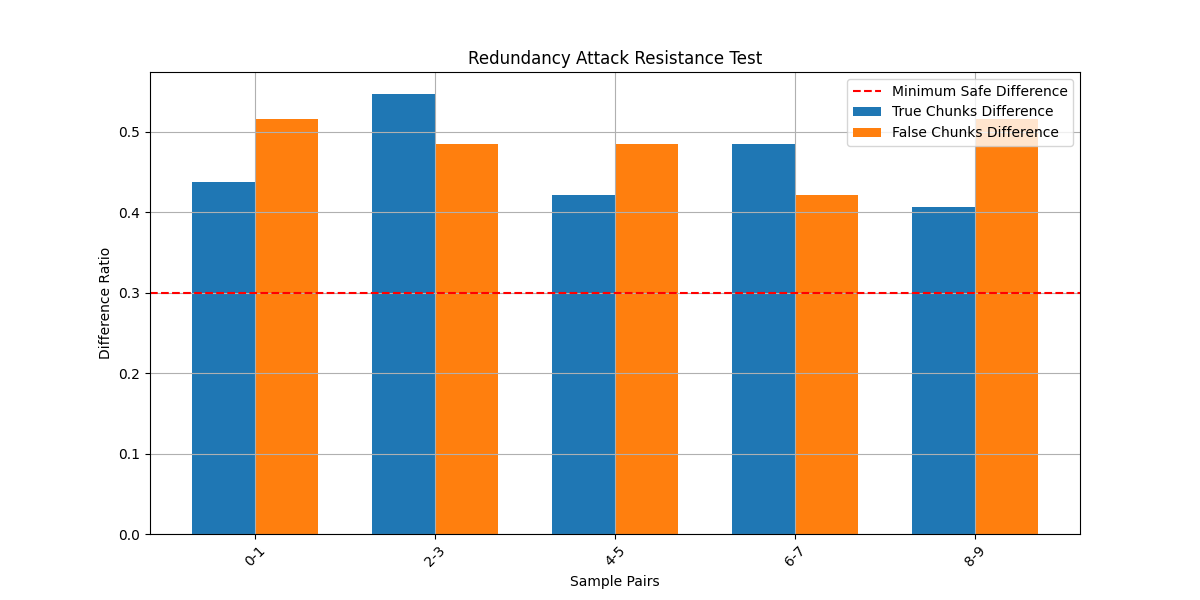 Redundancy Attack Resistance Test
Minimum Safe Difference
True Chunks Difference
False Chunks Difference
Difference Ratio
0.5
0.4
0.3
0.2
0.1
0.0
0-1
2-3
4-5
6-7
8-9
Sample Pairs